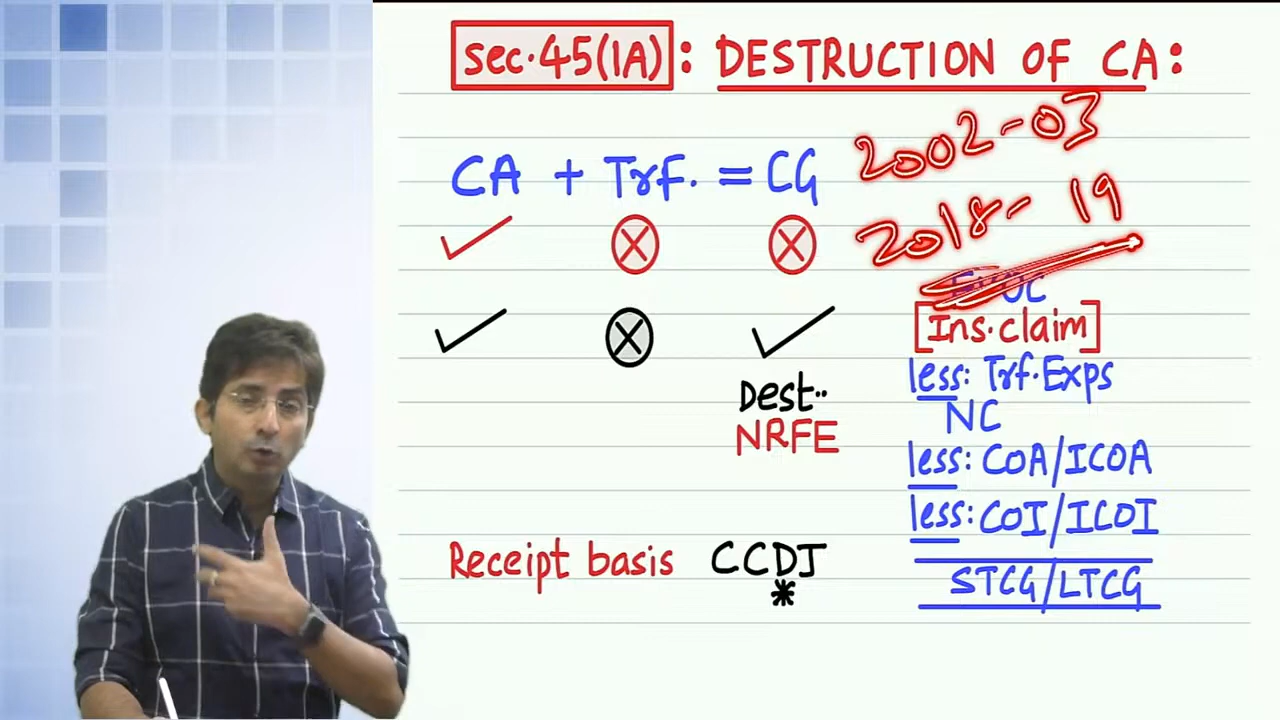 sec.45(1A): DESTRUCTION OF CA:
CA + Trf. = CG
2002-03
2018-19
[Ins.claim]
less: Trf.Exps
NC
Dest..
NRFE
less: COA/ICOA
less: COI/ICOI
Receipt basis CCDJ
*
STCG/LTCG